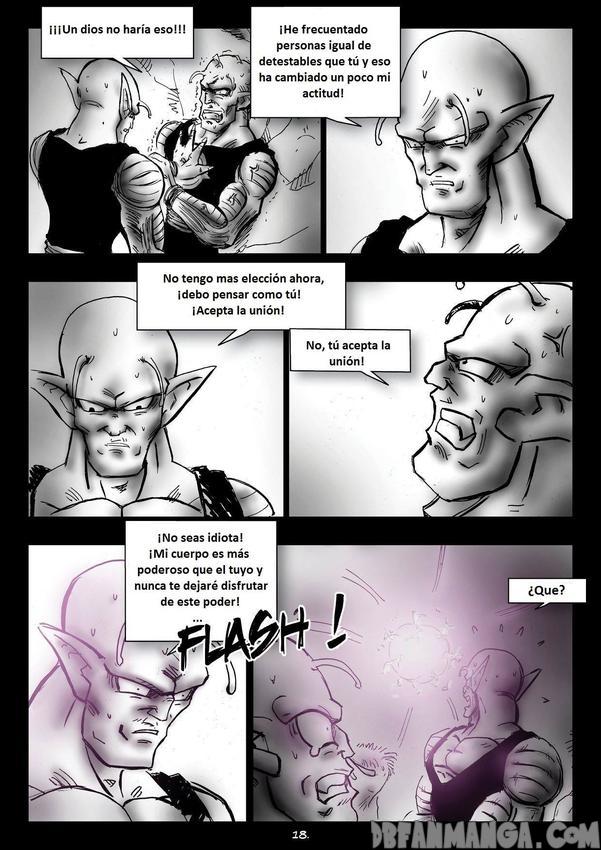 ¡¡¡Un dios no haría eso!!!
¡He frecuentado
personas igual de
detestables que tú y eso
ha cambiado un poco mi
actitud!
No tengo mas elección ahora,
¡debo pensar como tú!
¡Acepta la unión!
No, tú acepta la
unión!
¡No seas idiota!
¡Mi cuerpo es más
poderoso que el tuyo y
nunca te dejaré disfrutar
de este poder!
...
FLASH !
¿Que?
18.
DBFANMANGA.COM